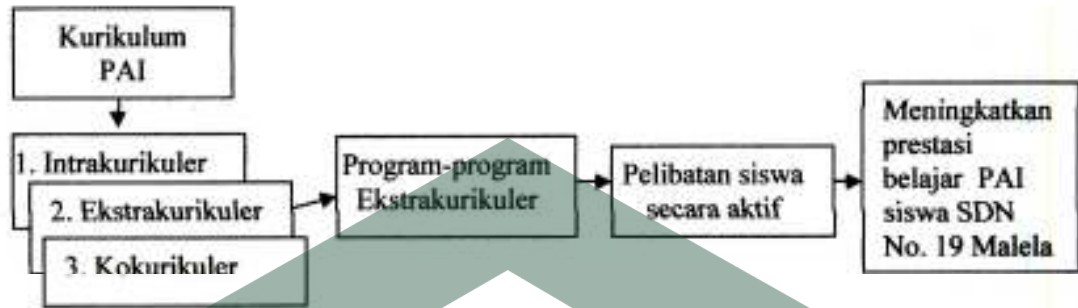 Kurikulum
PAI
1. Intrakurikuler
2. Ekstrakurikuler
3. Kokurikuler
Program-program
Ekstrakurikuler
Pelibatan siswa
secara aktif
Meningkatkan
prestasi
belajar PAI
siswa SDN
No. 19 Malela